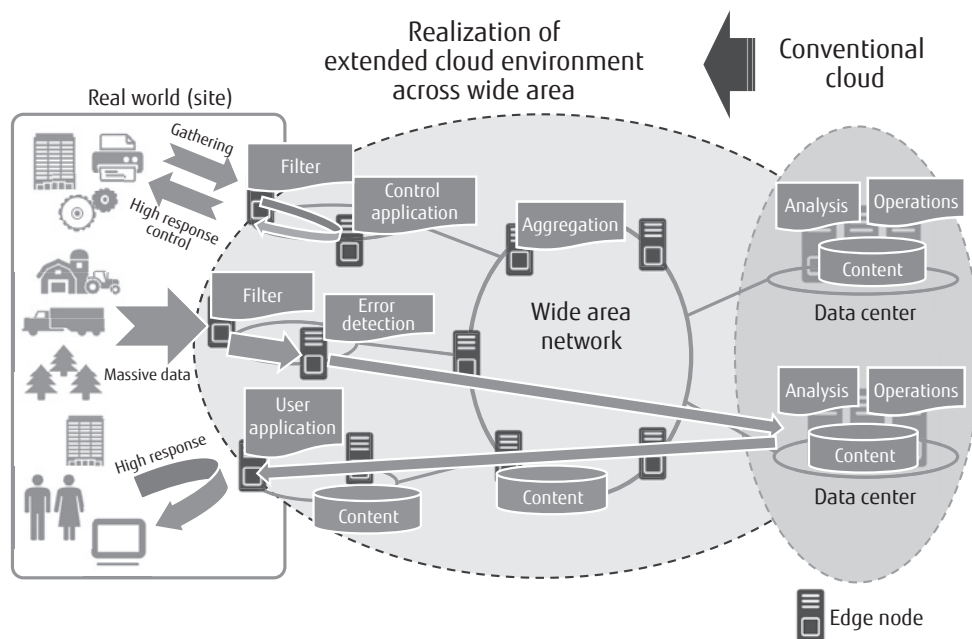 Realization of
extended cloud environment
across wide area
Conventional
cloud
Real world (site)
Gathering
High response
control
Filter
Control
application
Aggregation
Analysis
Operations
Content
Data center
Filter
Error
detection
Wide area
network
Massive data
Analysis
Operations
Content
Data center
User
application
High response
Content
Content
Edge node